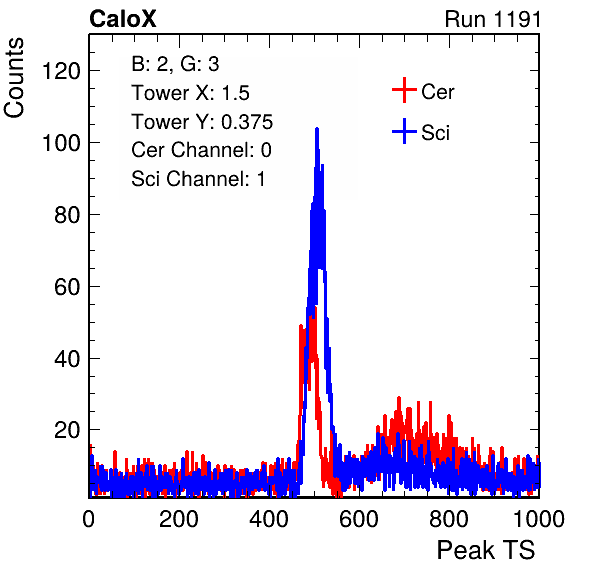 CaloX Run 1191
Counts
120
100
80
60
40
20
B: 2, G: 3
Tower X: 1.5
Tower Y: 0.375
Cer Channel: 0
Sci Channel: 1
Cer
Sci
0 200 400 600 800 1000
Peak TS